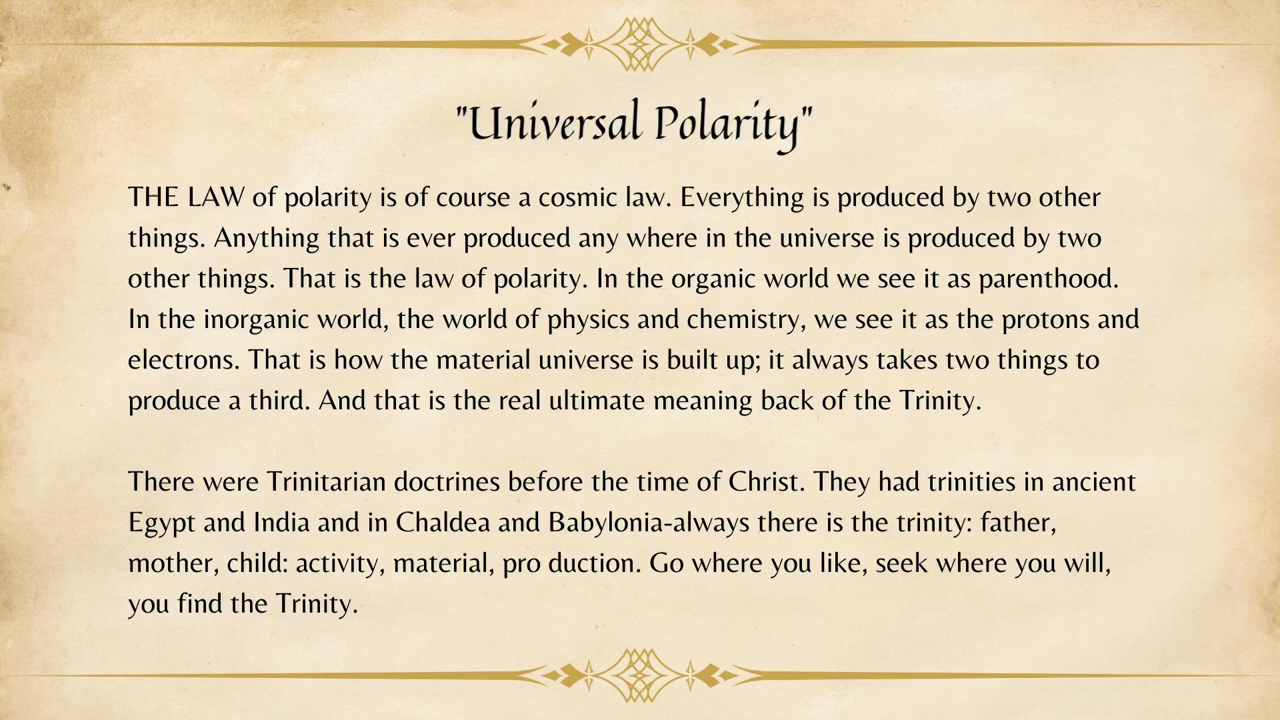 "Universal Polarity"
THE LAW of polarity is of course a cosmic law. Everything is produced by two other
things. Anything that is ever produced any where in the universe is produced by two
other things. That is the law of polarity. In the organic world we see it as parenthood.
In the inorganic world, the world of physics and chemistry, we see it as the protons and
electrons. That is how the material universe is built up; it always takes two things to
produce a third. And that is the real ultimate meaning back of the Trinity.
There were Trinitarian doctrines before the time of Christ. They had trinities in ancient
Egypt and India and in Chaldea and Babylonia-always there is the trinity: father,
mother, child: activity, material, pro duction. Go where you like, seek where you will,
you find the Trinity.